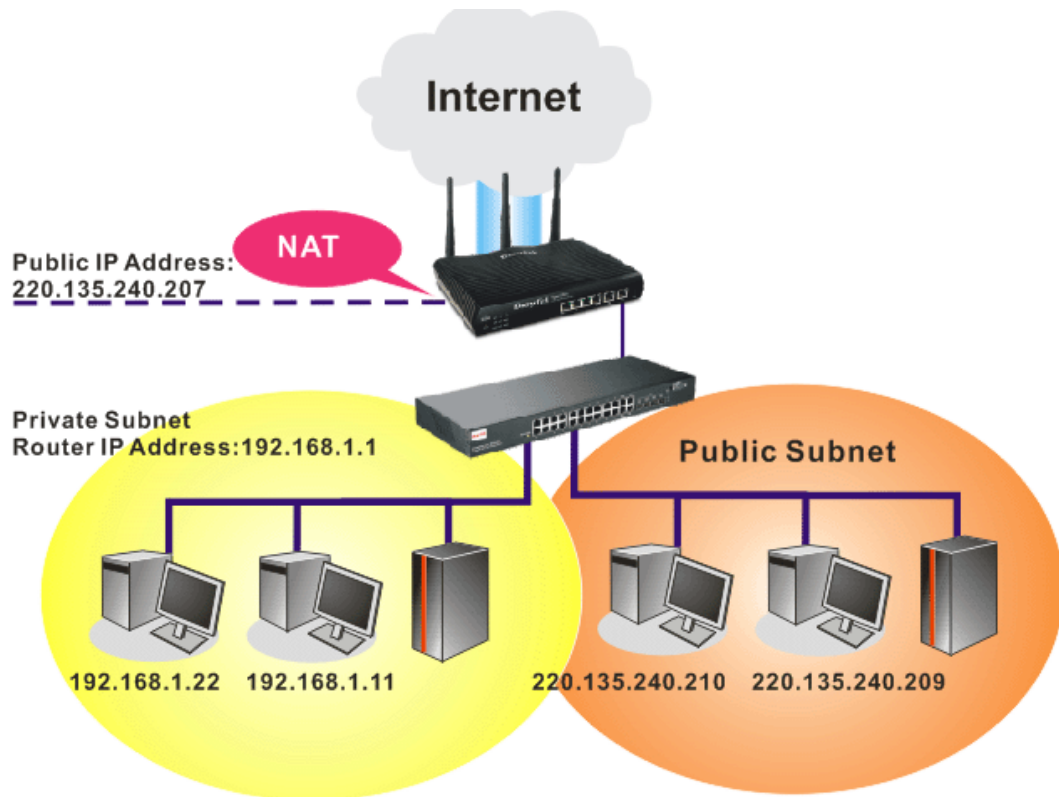 Internet
NAT
Public IP Address:
220.135.240.207
DrayTek
Private Subnet
Router IP Address:192.168.1.1
Public Subnet
192.168.1.22
192.168.1.11
220.135.240.210
220.135.240.209